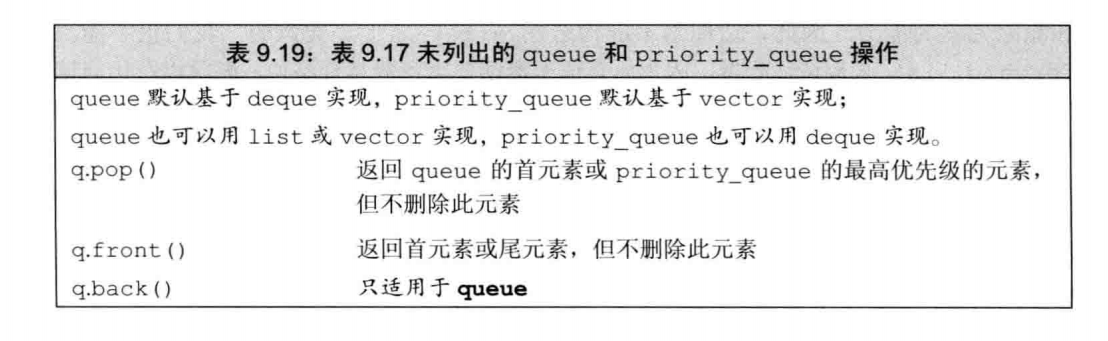 表 9.19：表 9.17 未列出的 queue 和 priority_queue 操作
queue 默认基于 deque 实现，priority_queue 默认基于 vector 实现；
queue 也可以用 list 或 vector 实现，priority_queue 也可以用 deque 实现。
q.pop() 返回 queue 的首元素或 priority_queue 的最高优先级的元素，
但不删除此元素
q.front() 返回首元素或尾元素，但不删除此元素
q.back() 只适用于 queue